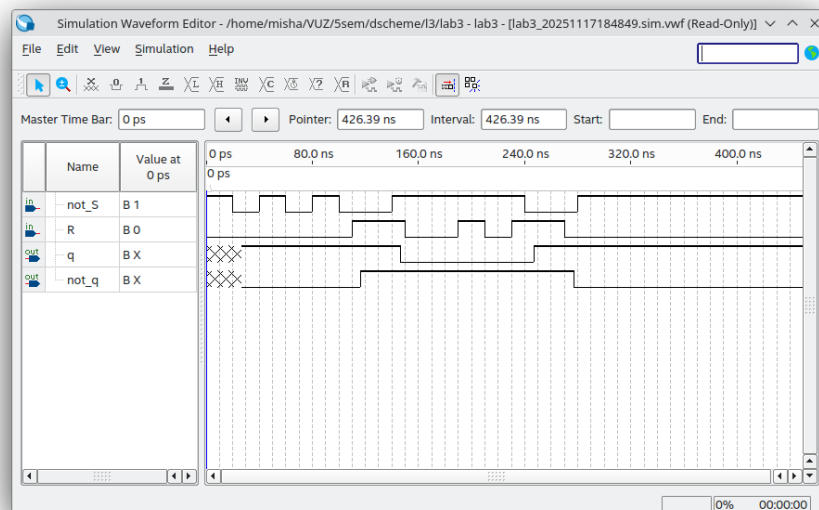 Simulation Waveform Editor - /home/misha/VUZ/5sem/dscheme/l3/lab3 - lab3 - [lab3_20251117184849.sim.vwf (Read-Only)]
File Edit View Simulation Help
Master Time Bar: 0 ps Pointer: 426.39 ns Interval: 426.39 ns Start: End:
Name Value at 0 ps
0 ps 80.0 ns 160.0 ns 240.0 ns 320.0 ns 400.0 ns
0 ps
in not_S B 1
in R B 0
out q B X
out not_q B X
0% 00:00:00